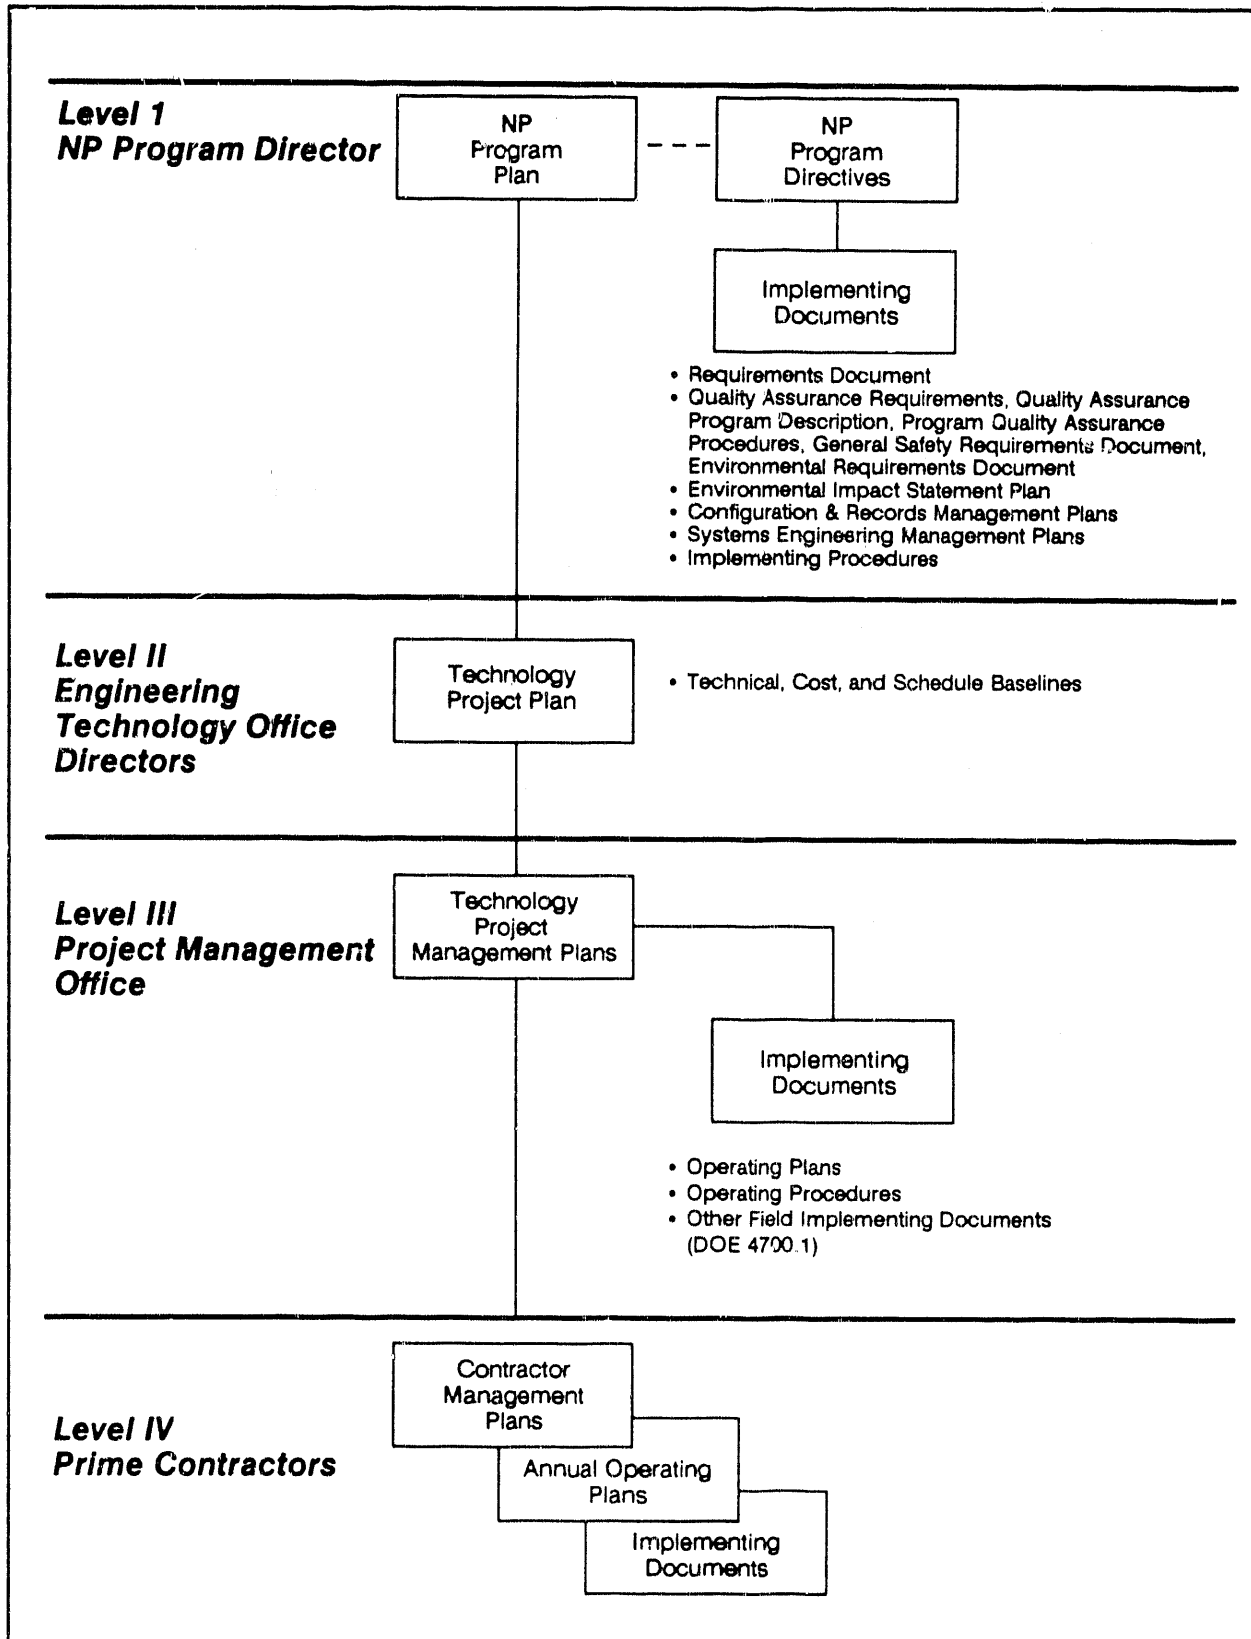 Level 1
NP Program Director
NP
Program
Plan
NP
Program
Directives
Implementing
Documents
• Requirements Document
• Quality Assurance Requirements, Quality Assurance
Program Description, Program Quality Assurance
Procedures, General Safety Requirements Document,
Environmental Requirements Document
• Environmental Impact Statement Plan
• Configuration & Records Management Plans
• Systems Engineering Management Plans
• Implementing Procedures
Level II
Engineering
Technology Office
Directors
Technology
Project Plan
• Technical, Cost, and Schedule Baselines
Level III
Project Management
Office
Technology
Project
Management Plans
Implementing
Documents
• Operating Plans
• Operating Procedures
• Other Field Implementing Documents
(DOE 4700.1)
Level IV
Prime Contractors
Contractor
Management
Plans
Annual Operating
Plans
Implementing
Documents